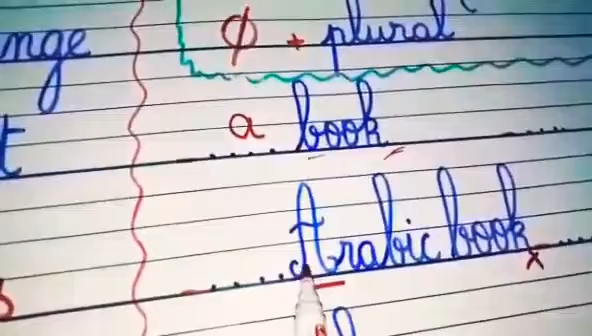 nge Ø + plural
t ..... a book ....
..... Arabic book ....